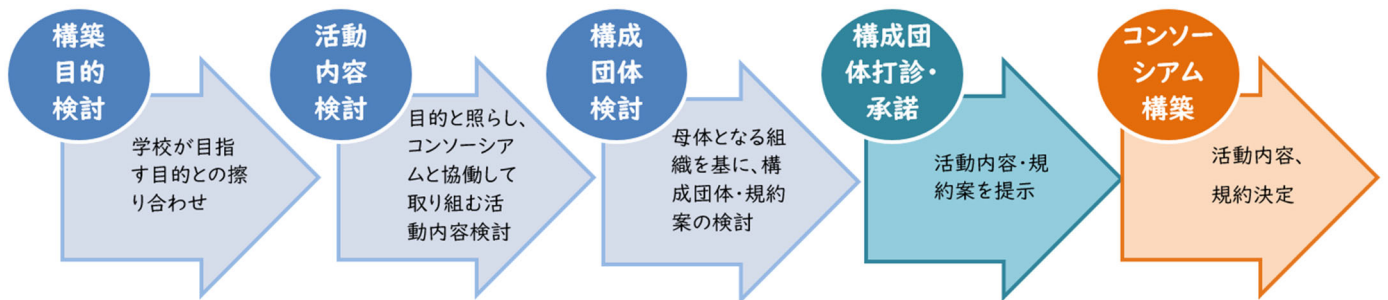 構築
目的
検討
学校が目指
す目的との擦
り合わせ
活動
内容
検討
目的と照らし、
コンソーシア
ムと協働して
取り組む活
動内容検討
構成
団体
検討
母体となる組
織を基に、構
成団体・規約
案の検討
構成団
体打診・
承諾
活動内容・規
約案を提示
コンソー
シアム
構築
活動内容、
規約決定